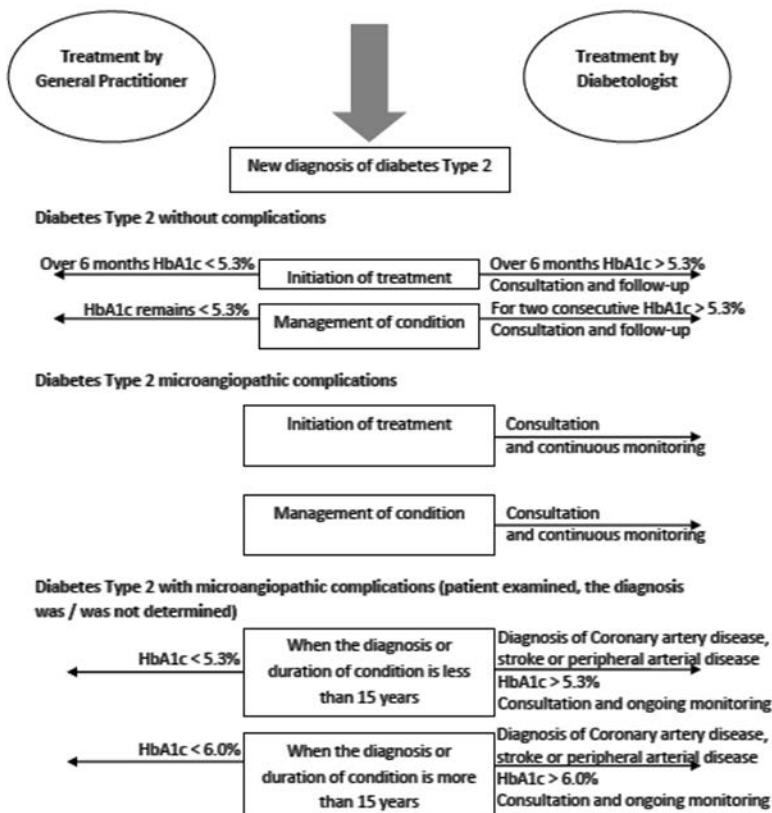 Treatment by
General Practitioner
Treatment by
Diabetologist
New diagnosis of diabetes Type 2
Diabetes Type 2 without complications
Over 6 months HbA1c < 5.3%
Initiation of treatment
Over 6 months HbA1c > 5.3%
Consultation and follow-up
HbA1c remains < 5.3%
Management of condition
For two consecutive HbA1c > 5.3%
Consultation and follow-up
Diabetes Type 2 microangiopathic complications
Initiation of treatment
Consultation
and continuous monitoring
Management of condition
Consultation
and continuous monitoring
Diabetes Type 2 with microangiopathic complications (patient examined, the diagnosis
was / was not determined)
HbA1c < 5.3%
When the diagnosis or
duration of condition is less
than 15 years
Diagnosis of Coronary artery disease,
stroke or peripheral arterial disease
HbA1c > 5.3%
Consultation and ongoing monitoring
HbA1c < 6.0%
When the diagnosis or
duration of condition is more
than 15 years
Diagnosis of Coronary artery disease,
stroke or peripheral arterial disease
HbA1c > 6.0%
Consultation and ongoing monitoring